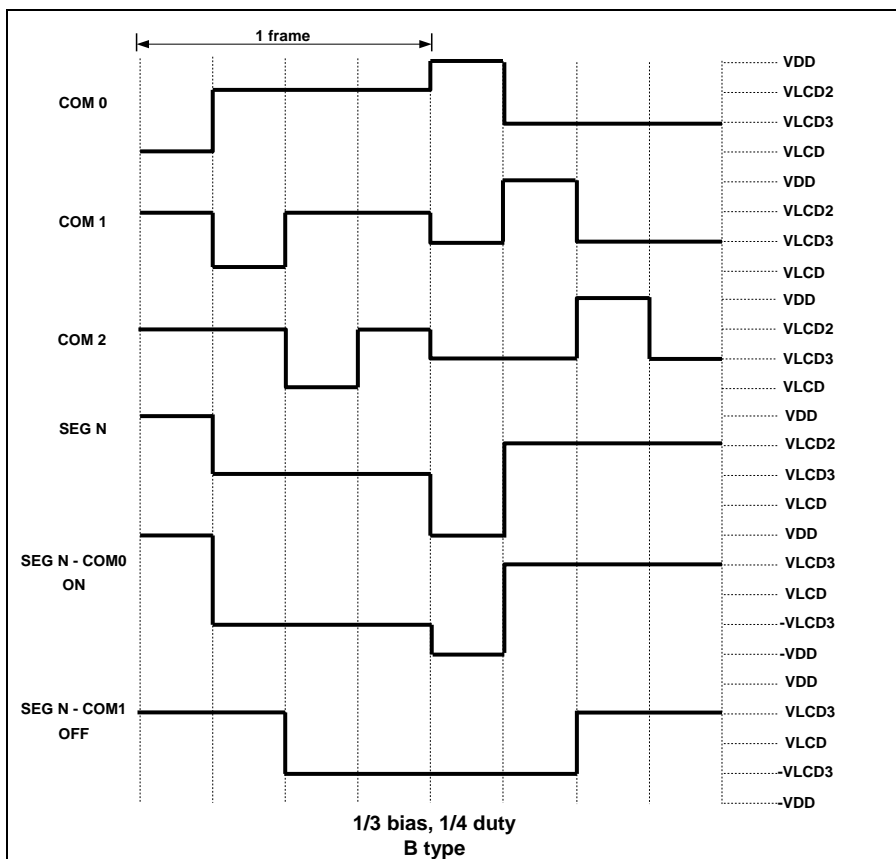 1 frame
VDD
COM 0
VLCD2
VLCD3
VLCD
VDD
COM 1
VLCD2
VLCD3
VLCD
VDD
COM 2
VLCD2
VLCD3
VLCD
SEG N
VDD
VLCD2
VLCD3
VLCD
VDD
SEG N - COM0
ON
VLCD3
VLCD
-VLCD3
-VDD
VDD
SEG N - COM1
OFF
VLCD3
VLCD
-VLCD3
-VDD
1/3 bias, 1/4 duty
B type